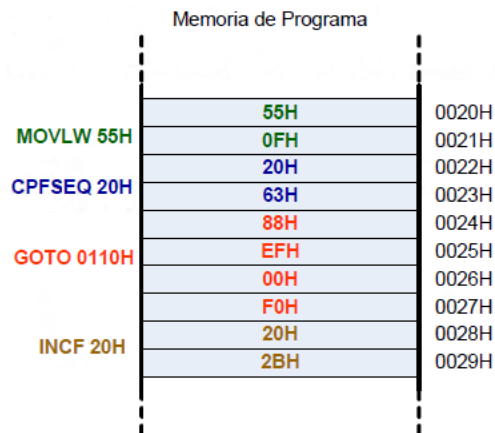 Memoria de Programa
55H 0020H
MOVLW 55H 0FH 0021H
20H 0022H
CPFSEQ 20H 63H 0023H
88H 0024H
GOTO 0110H EFH 0025H
00H 0026H
F0H 0027H
20H 0028H
INCF 20H 2BH 0029H